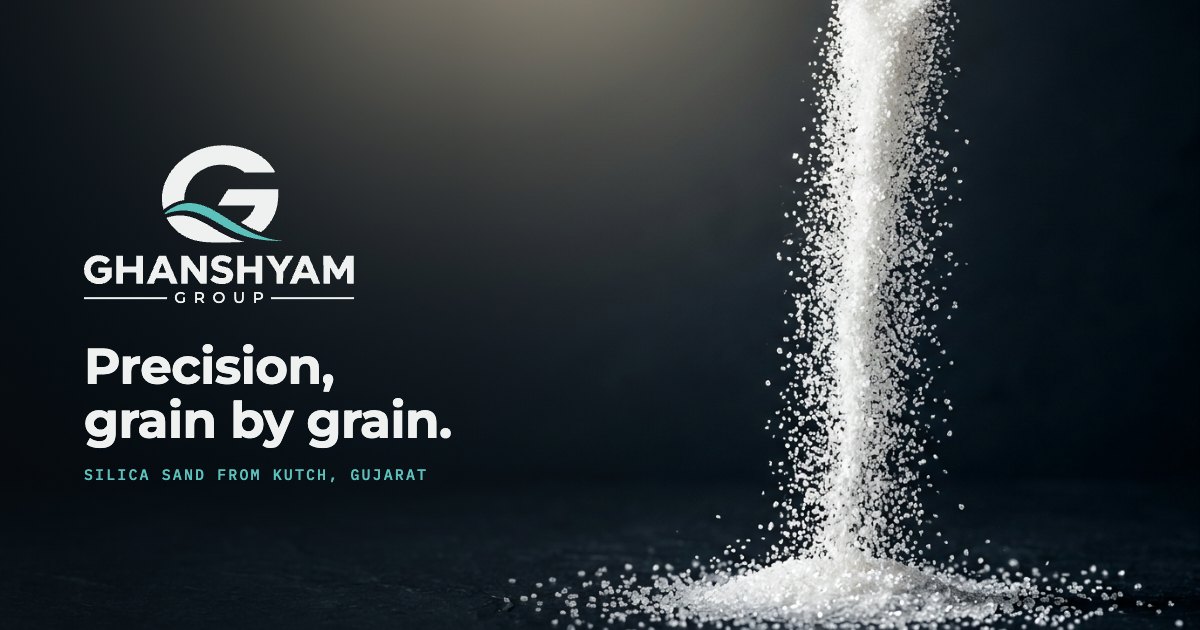 GHANSHYAM
GROUP
Precision,
grain by grain.
SILICA SAND FROM KUTCH, GUJARAT